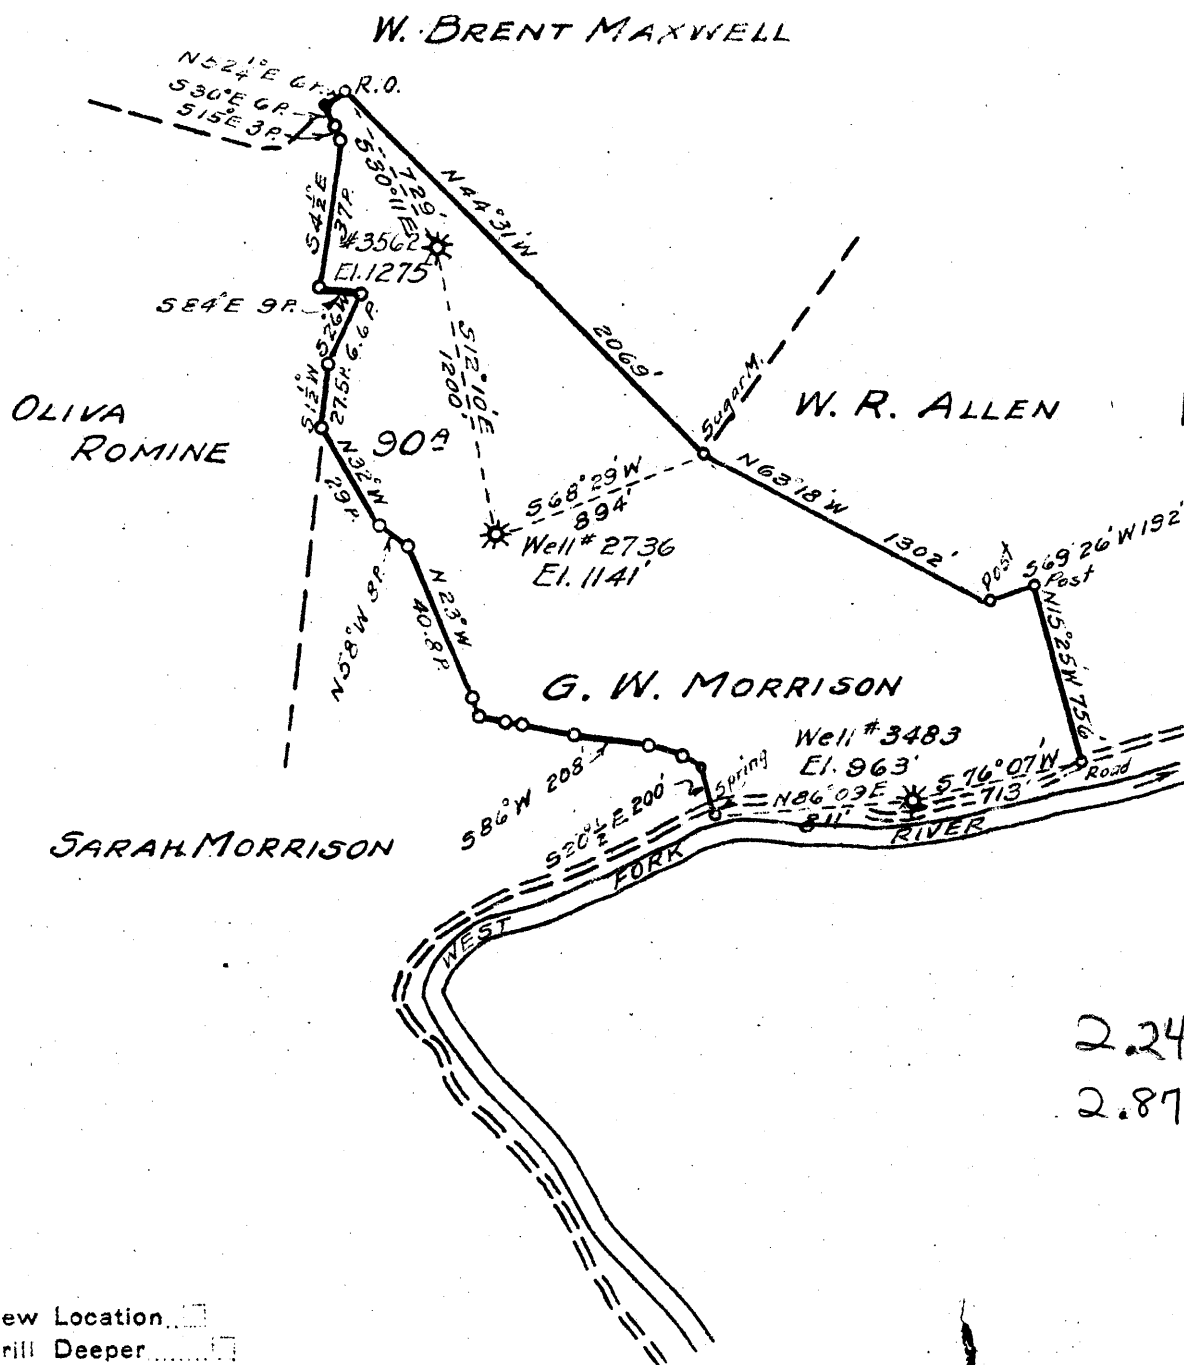 W. BRENT MAXWELL
N52¼°E 6P.
R.O.
S36°E 6P.
S15°E 3P.
729'
S30°11'E
N44°31'W
2069'
S4½°E
37P.
#3562
El. 1275'
S84°E 9P.
S26°W
6.6P.
S12°10'E
1200'
Sugar M.
W. R. ALLEN
OLIVA
ROMINE
S1½°W
27.5P.
90A
N32°W
29P.
S68°29'W
894'
Well #2736
El. 1141'
N63°18'W
1302'
Post
S69°26'W 192'
Post
N15°25'W 756'
N58°W 8P.
N23°W
40.8P.
G. W. MORRISON
Well #3483
El. 963'
S86°W 208'
S20½°E 200'
Spring
N86°03'E
811'
S76°07'W
713'
Road
SARAH MORRISON
WEST
FORK
RIVER
2.24
2.87
ew Location
rill Deeper